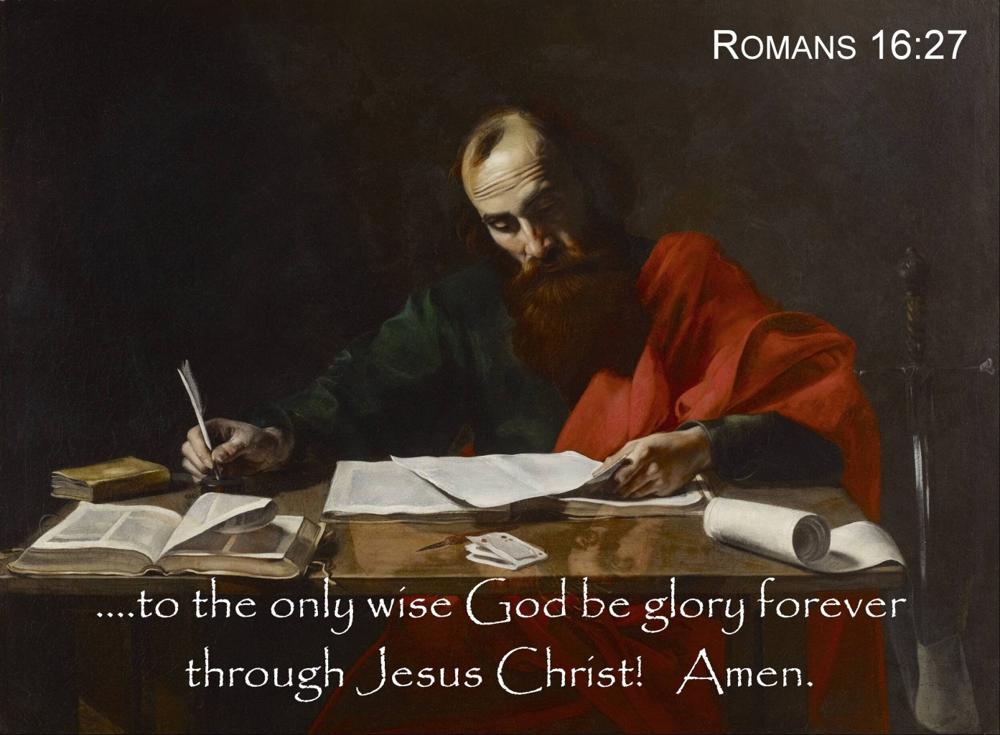 ROMANS 16:27
....to the only wise God be glory forever
through Jesus Christ! Amen.